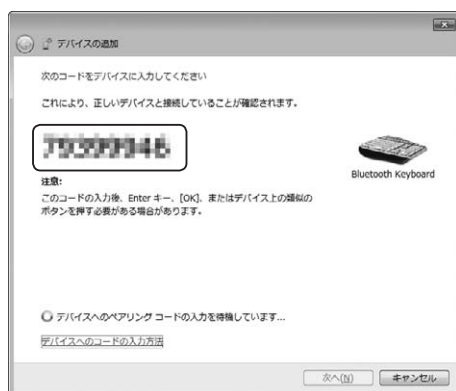 デバイスの追加
次のコードをデバイスに入力してください
これにより、正しいデバイスと接続していることが確認されます。
Bluetooth Keyboard
注意:
このコードの入力後、Enter キー、[OK]、またはデバイス上の類似の
ボタンを押す必要がある場合があります。
デバイスへのペアリング コードの入力を待機しています...
デバイスへのコードの入力方法
次へ(N)
キャンセル